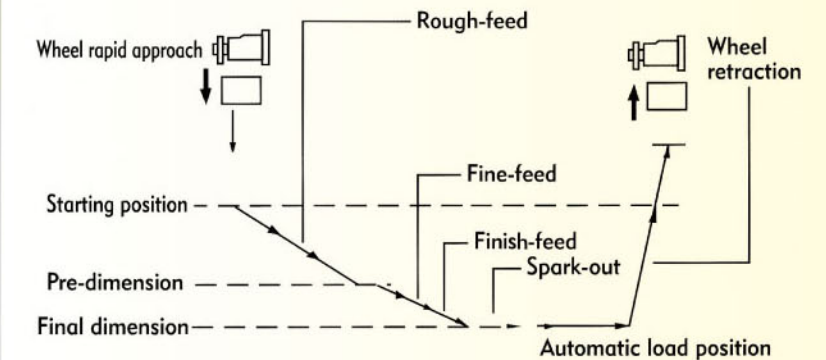 Rough-feed
Wheel rapid approach
Wheel
retraction
Fine-feed
Starting position
Finish-feed
Spark-out
Pre-dimension
Final dimension
Automatic load position